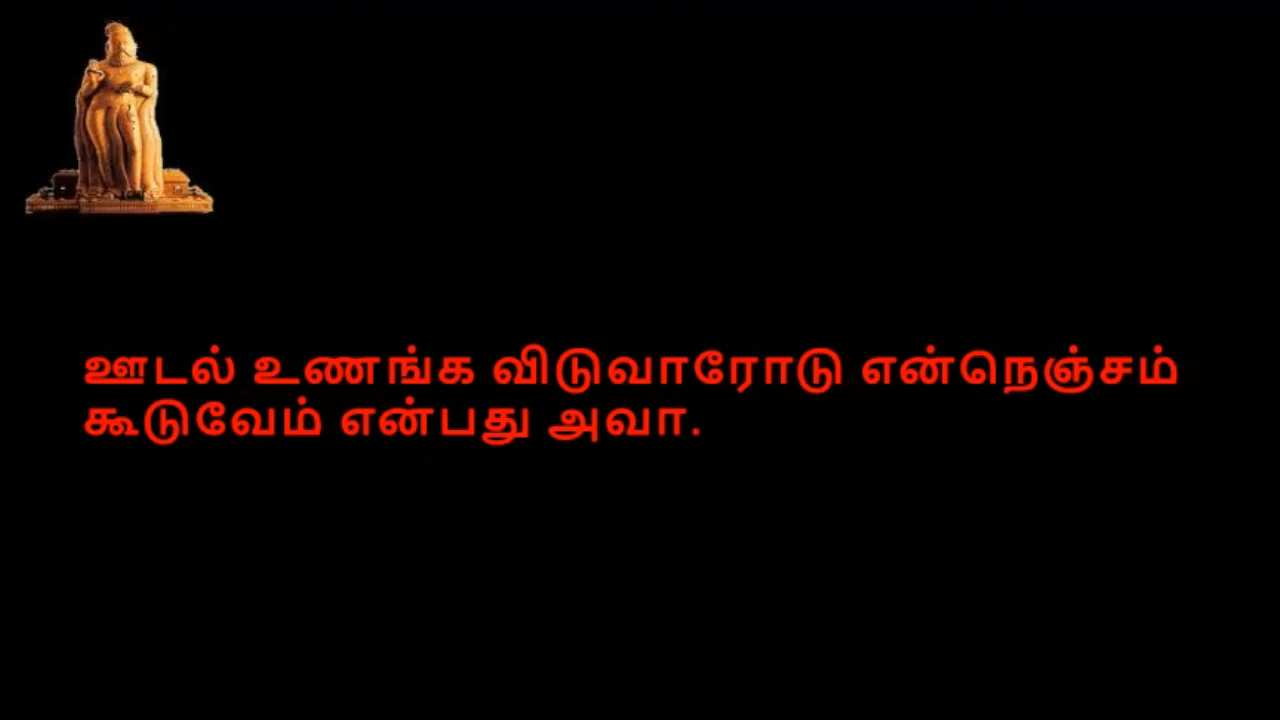 ஊடல் உணங்க விடுவாரோடு என்நெஞ்சம்
கூடுவேம் என்பது அவா.